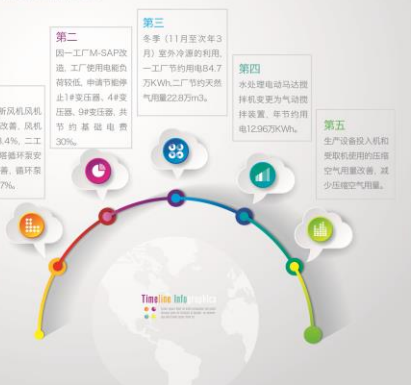 新风机风机
改善、风机
.4%，二工
塔循环泵安
善，循环泵
7%。
第二
因一工厂M-SAP改
造，工厂使用电能负
荷较低，申请节能停
止1#变压器、4#变
压器、9#变压器，共
节约基础电费
30%。
第三
冬季（11月至次年3
月）室外冷源的利用，
一工厂节约用电84.7
万KWh,二厂节约天然
气用量22.8万m3。
第四
水处理电动马达搅
拌机变更为气动搅
拌装置，年节约用
电12.96万KWh。
第五
生产设备投入机和
受取机使用的压缩
空气用量改善，减
少压缩空气用量。
Timeline Infographics